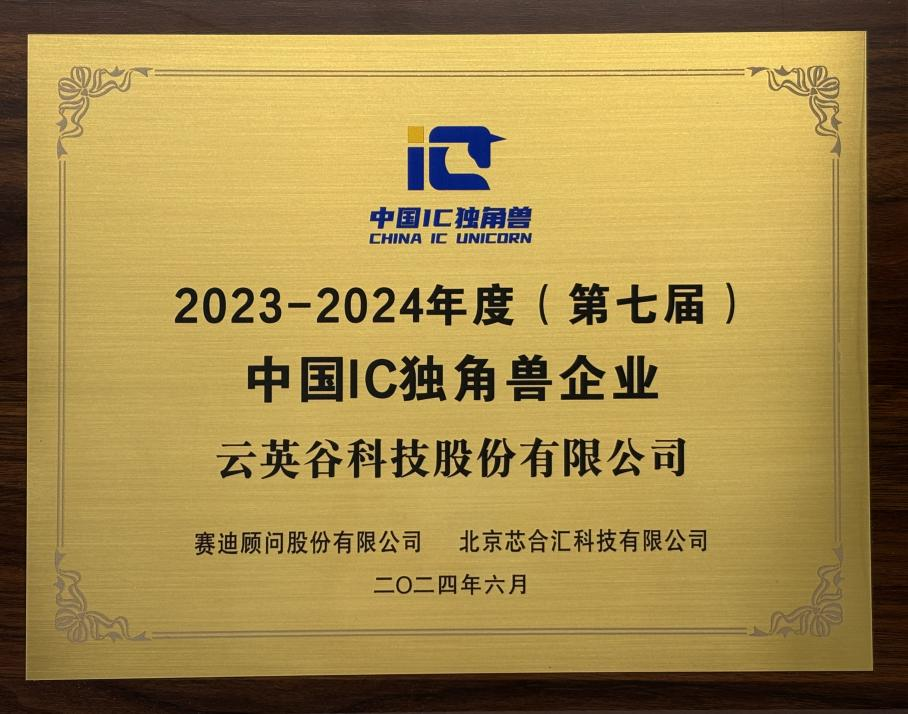 iC
中国IC独角兽
CHINA IC UNICORN
2023-2024年度（第七届）
中国IC独角兽企业
云英谷科技股份有限公司
赛迪顾问股份有限公司 北京芯合汇科技有限公司
二〇二四年六月